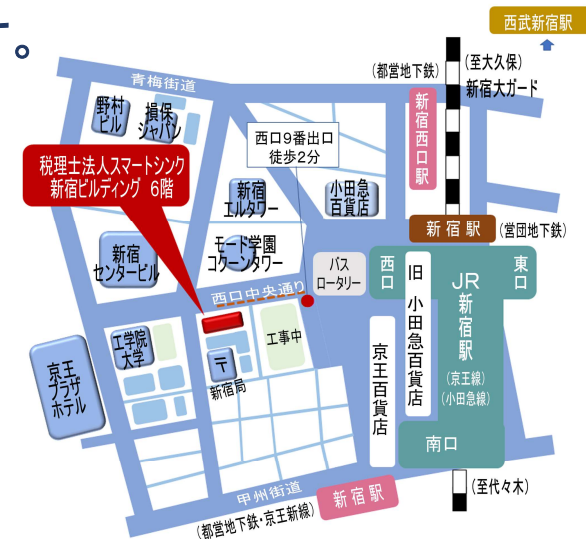 。
西武新宿駅
(都営地下鉄)
(至大久保)
新宿大ガード
青梅街道
野村
ビル
損保
ジャパン
新宿西口駅
西口9番出口
徒歩2分
税理士法人スマートシンク
新宿ビルディング 6階
新宿
エルタワー
小田急
百貨店
新宿駅
(営団地下鉄)
新宿
センタービル
モード学園
コクーンタワー
バス
ロータリー
西口
旧 小田急百貨店
JR新宿駅
東口
西口中央通り
工学院
大学
工事中
京王
プラザ
ホテル
〒
新宿局
京王百貨店
(京王線)
(小田急線)
南口
甲州街道
新宿駅
(至代々木)
(都営地下鉄・京王新線)